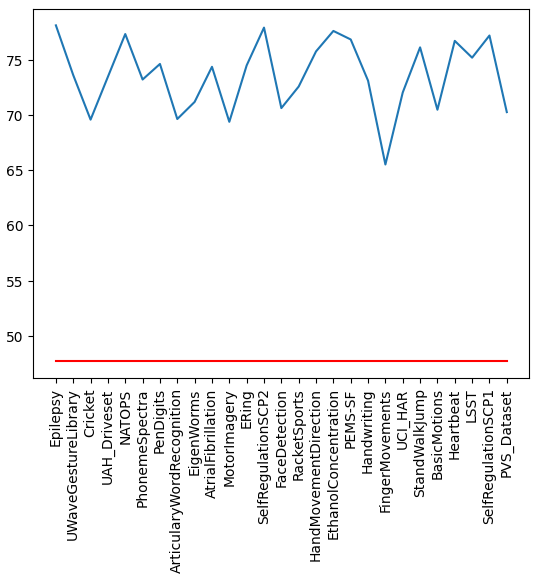 75
70
65
60
55
50
Epilepsy
UWaveGestureLibrary
Cricket
UAH_Driveset
NATOPS
PhonemeSpectra
PenDigits
ArticularyWordRecognition
EigenWorms
AtrialFibrillation
MotorImagery
ERing
SelfRegulationSCP2
FaceDetection
RacketSports
HandMovementDirection
EthanolConcentration
PEMS-SF
Handwriting
FingerMovements
UCI_HAR
StandWalkJump
BasicMotions
Heartbeat
LSST
SelfRegulationSCP1
PVS_Dataset